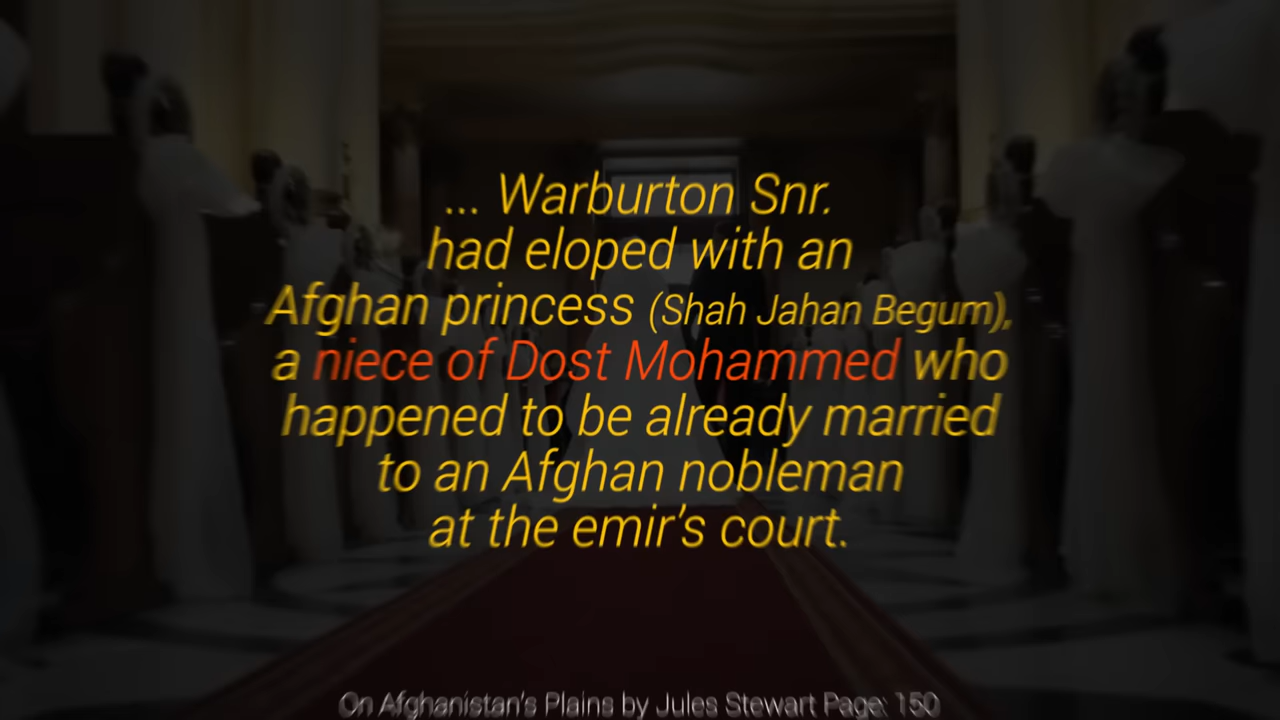 ... Warburton Snr.
had eloped with an
Afghan princess (Shah Jahan Begum),
a niece of Dost Mohammed who
happened to be already married
to an Afghan nobleman
at the emir's court.
On Afghanistan's Plains by Jules Stewart Page: 150